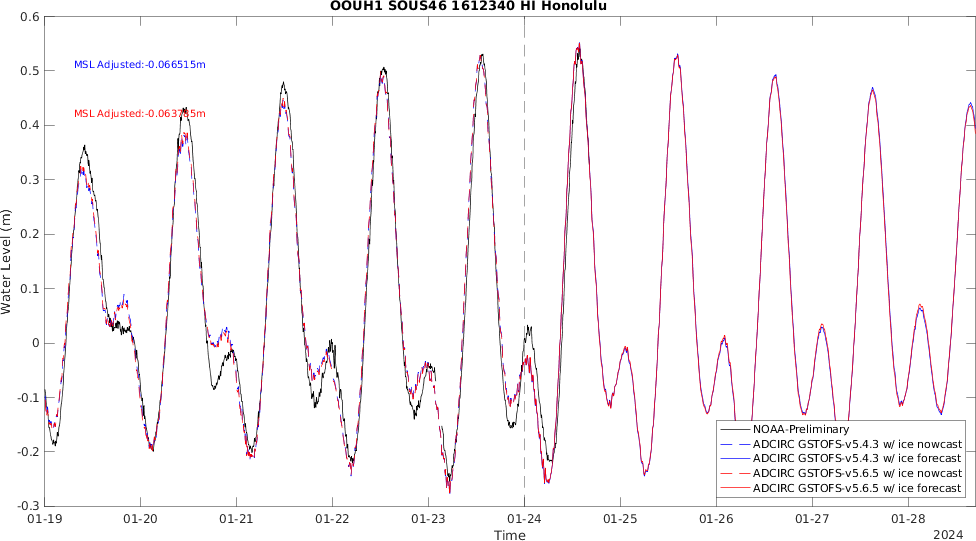 OOUH1 SOUS46 1612340 HI Honolulu
0.6
0.5
0.4
0.3
0.2
0.1
0
-0.1
-0.2
-0.3
Water Level (m)
MSL Adjusted:-0.066515m
MSL Adjusted:-0.063785m
NOAA-Preliminary
ADCIRC GSTOFS-v5.4.3 w/ ice nowcast
ADCIRC GSTOFS-v5.4.3 w/ ice forecast
ADCIRC GSTOFS-v5.6.5 w/ ice nowcast
ADCIRC GSTOFS-v5.6.5 w/ ice forecast
01-19 01-20 01-21 01-22 01-23 01-24 01-25 01-26 01-27 01-28
Time
2024